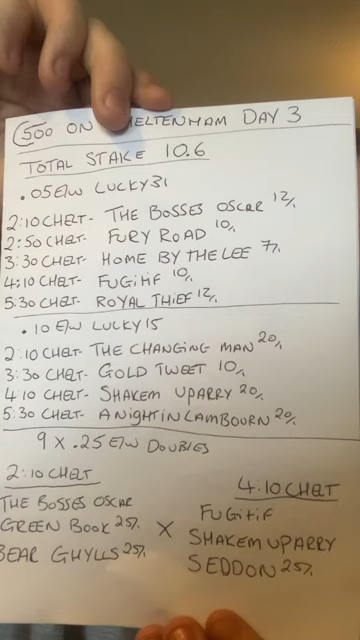 £500 ON CHELTENHAM DAY 3
TOTAL STAKE 10.6
.05 E/W LUCKY 31
2:10 CHELT- THE BOSSES OSCAR 12/1
2:50 CHELT- FURY ROAD 10/1
3:30 CHELT- HOME BY THE LEE 7/1
4:10 CHELT- FUGITIF 10/1
5:30 CHELT- ROYAL THIEF 12/1
.10 E/W LUCKY 15
2:10 CHELT- THE CHANGING MAN 20/1
3:30 CHELT- GOLD TWEET 10/1
4:10 CHELT- SHAKEM UPARRY 20/1
5:30 CHELT- A NIGHT IN LAMBOURN 20/1
9 X .25 E/W DOUBLES
2:10 CHELT
THE BOSSES OSCAR
GREEN BOOK 25/1
BEAR GHYLLS 25/1
X
4:10 CHELT
FUGITIF
SHAKEM UPARRY
SEDDON 25/1